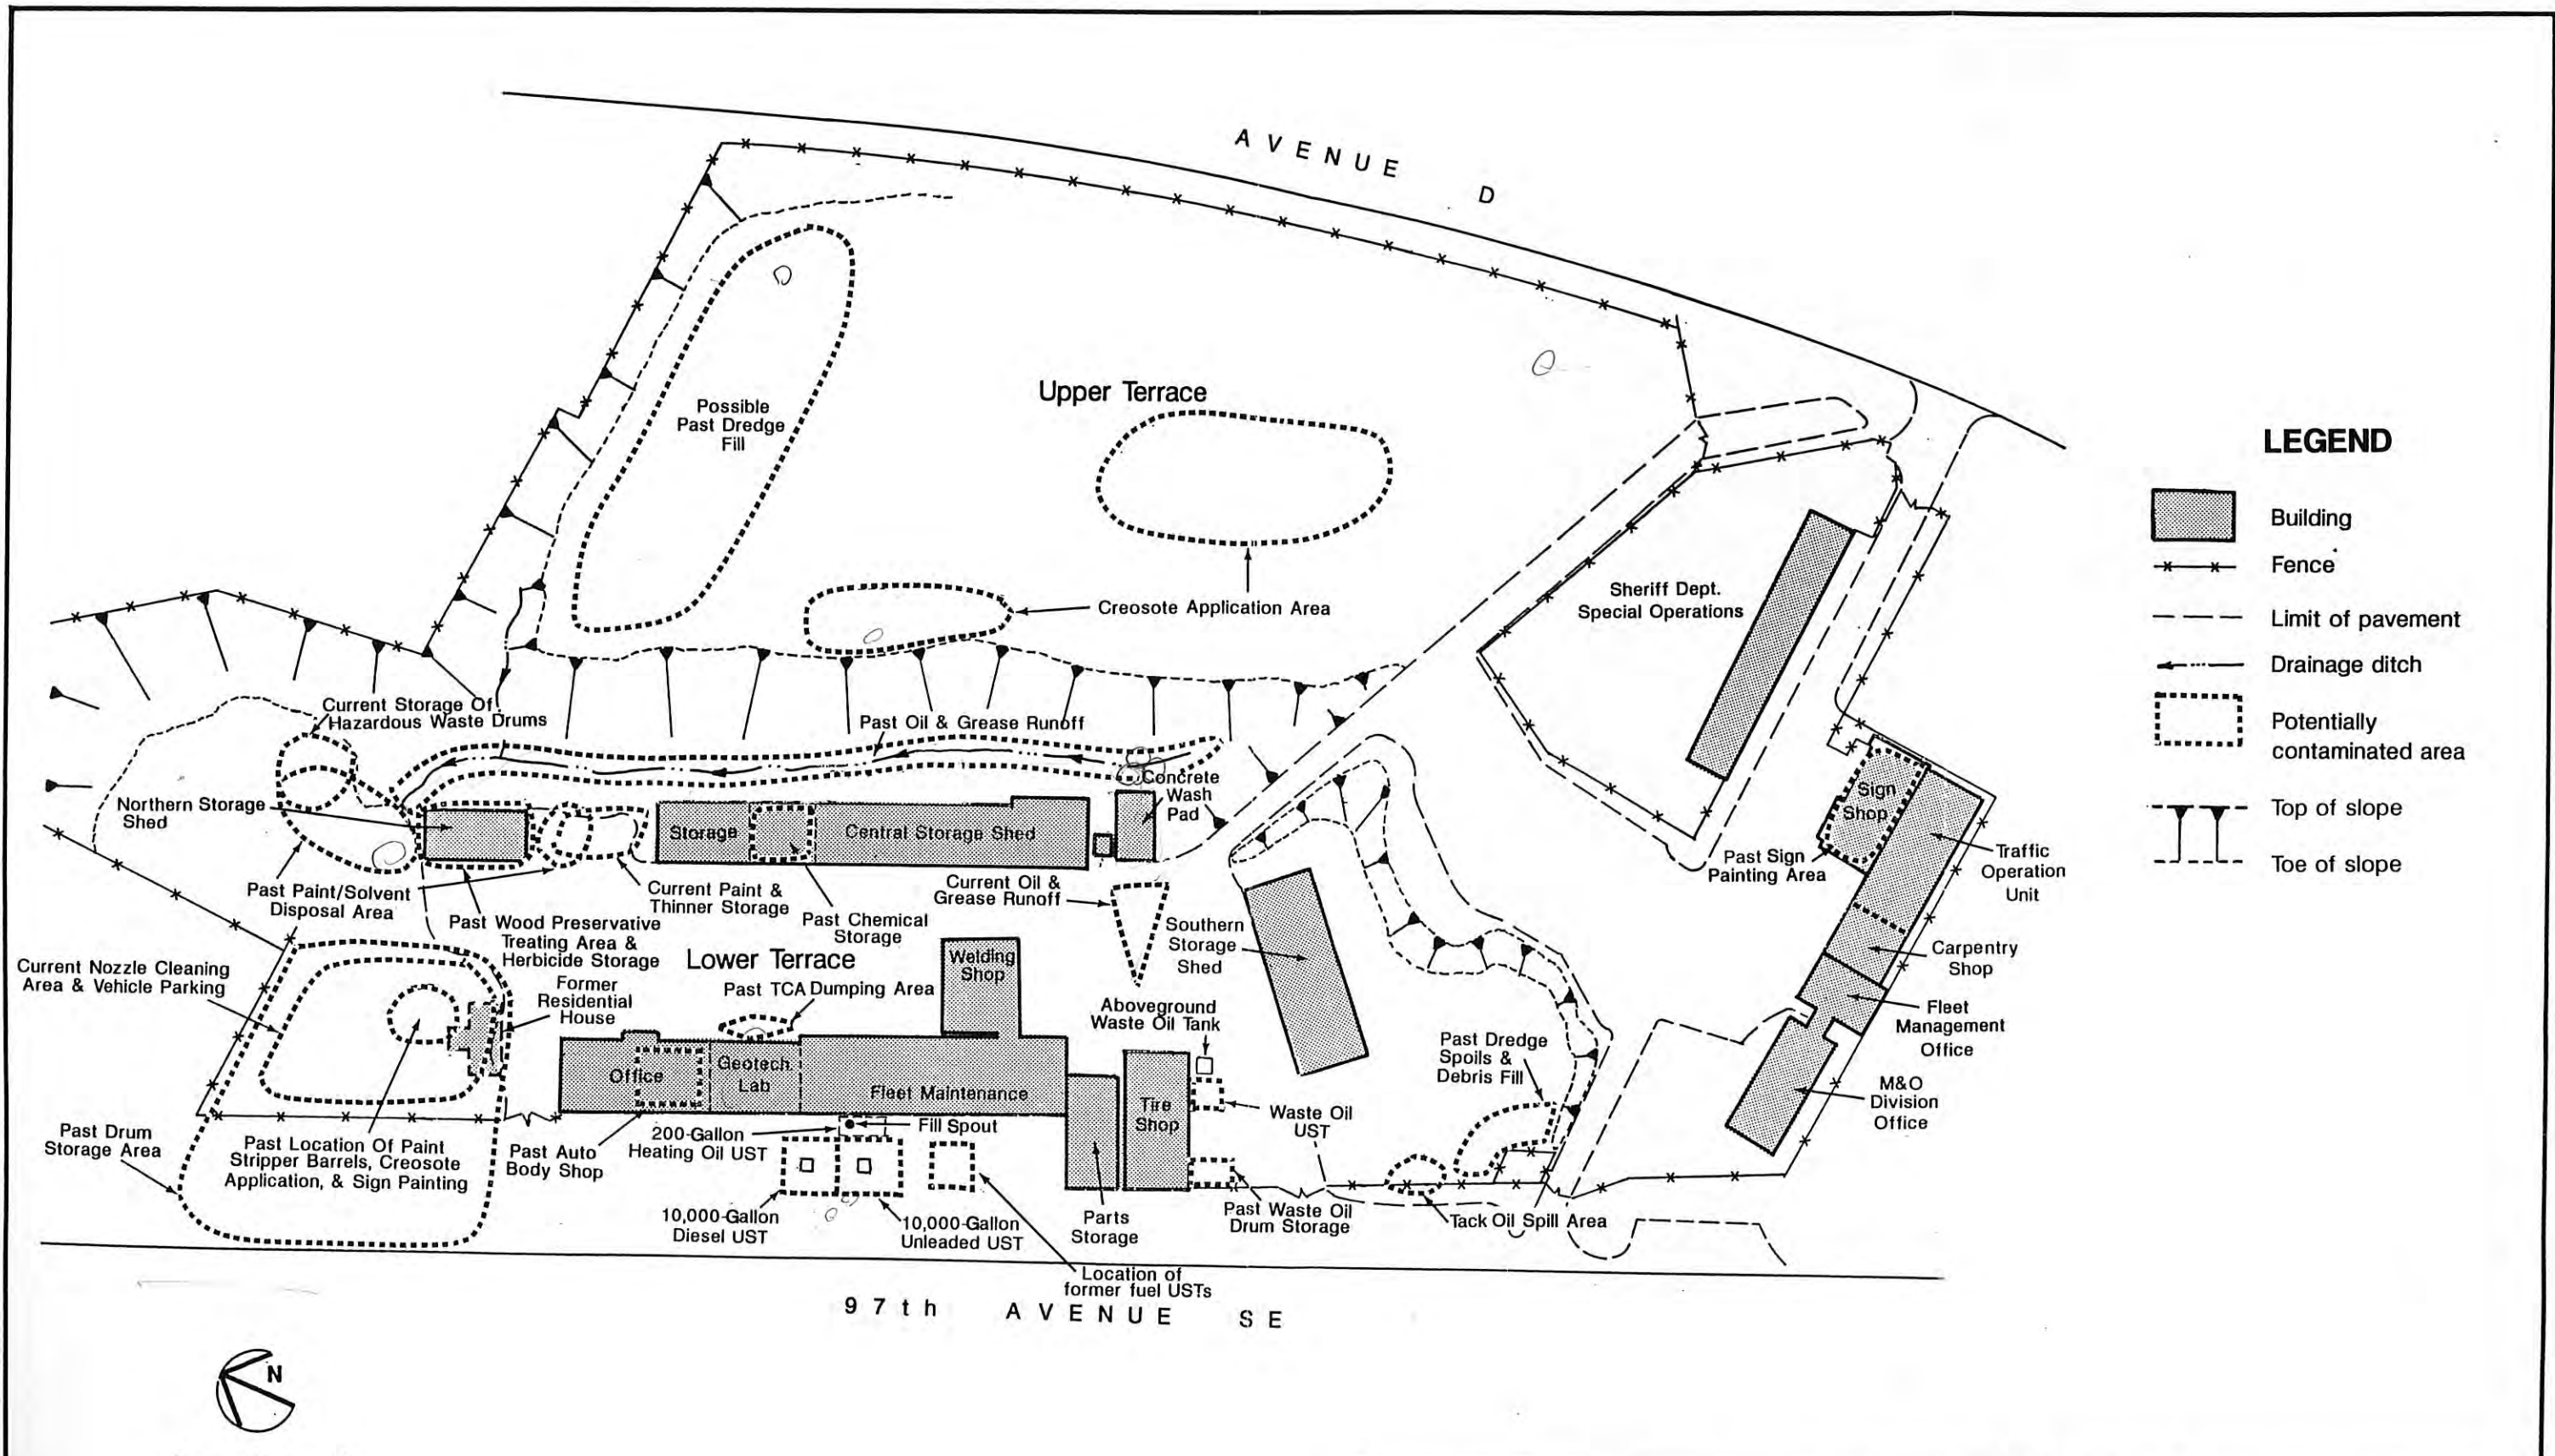 AVENUE D
Upper Terrace
Possible
Past Dredge
Fill
Creosote Application Area
Sheriff Dept.
Special Operations
LEGEND
Building
Fence
Limit of pavement
Drainage ditch
Potentially
contaminated area
Top of slope
Toe of slope
Current Storage Of
Hazardous Waste Drums
Past Oil & Grease Runoff
Concrete
Wash
Pad
Northern Storage
Shed
Storage
Central Storage Shed
Sign
Shop
Past Sign
Painting Area
Traffic
Operation
Unit
Past Paint/Solvent
Disposal Area
Past Wood Preservative
Treating Area &
Herbicide Storage
Current Paint &
Thinner Storage
Past Chemical
Storage
Current Oil &
Grease Runoff
Southern
Storage
Shed
Carpentry
Shop
Fleet
Management
Office
M&O
Division
Office
Current Nozzle Cleaning
Area & Vehicle Parking
Former
Residential
House
Lower Terrace
Past TCA Dumping Area
Welding
Shop
Aboveground
Waste Oil Tank
Past Dredge
Spoils &
Debris Fill
Office
Geotech.
Lab
Fleet Maintenance
Tire
Shop
Waste Oil
UST
Past Drum
Storage Area
Past Location Of Paint
Stripper Barrels, Creosote
Application, & Sign Painting
Past Auto
Body Shop
200-Gallon
Heating Oil UST
Fill Spout
10,000-Gallon
Diesel UST
10,000-Gallon
Unleaded UST
Parts
Storage
Past Waste Oil
Drum Storage
Tack Oil Spill Area
Location of
former fuel USTs
97th AVENUE SE
N